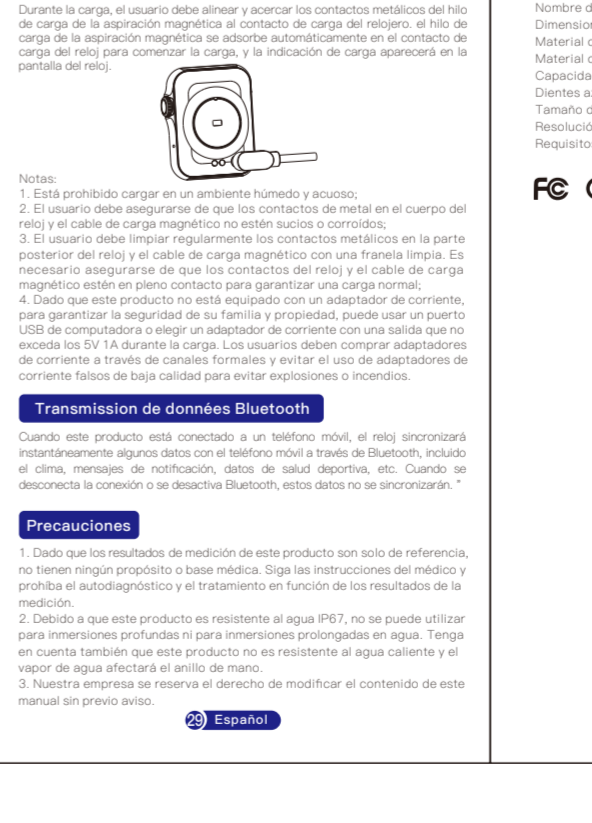 Durante la carga, el usuario debe alinear y acercar los contactos metálicos del hilo
de carga de la aspiración magnética al contacto de carga del relojero. el hilo de
carga de la aspiración magnética se adsorbe automáticamente en el contacto de
carga del reloj para comenzar la carga, y la indicación de carga aparecerá en la
pantalla del reloj.
Notas:
1. Está prohibido cargar en un ambiente húmedo y acuoso;
2. El usuario debe asegurarse de que los contactos de metal en el cuerpo del
reloj y el cable de carga magnético no estén sucios o corroídos;
3. El usuario debe limpiar regularmente los contactos metálicos en la parte
posterior del reloj y el cable de carga magnético con una franela limpia. Es
necesario asegurarse de que los contactos del reloj y el cable de carga
magnético estén en pleno contacto para garantizar una carga normal;
4. Dado que este producto no está equipado con un adaptador de corriente,
para garantizar la seguridad de su familia y propiedad, puede usar un puerto
USB de computadora o elegir un adaptador de corriente con una salida que no
exceda los 5V 1A durante la carga. Los usuarios deben comprar adaptadores
de corriente a través de canales formales y evitar el uso de adaptadores de
corriente falsos de baja calidad para evitar explosiones o incendios.
Transmission de données Bluetooth
Cuando este producto está conectado a un teléfono móvil, el reloj sincronizará
instantáneamente algunos datos con el teléfono móvil a través de Bluetooth, incluido
el clima, mensajes de notificación, datos de salud deportiva, etc. Cuando se
desconecta la conexión o se desactiva Bluetooth, estos datos no se sincronizarán. "
Precauciones
1. Dado que los resultados de medición de este producto son solo de referencia,
no tienen ningún propósito o base médica. Siga las instrucciones del médico y
prohíba el autodiagnóstico y el tratamiento en función de los resultados de la
medición.
2. Debido a que este producto es resistente al agua IP67, no se puede utilizar
para inmersiones profundas ni para inmersiones prolongadas en agua. Tenga
en cuenta también que este producto no es resistente al agua caliente y el
vapor de agua afectará el anillo de mano.
3. Nuestra empresa se reserva el derecho de modificar el contenido de este
manual sin previo aviso.
29 Español
Nombre
Material
Material
Dientes
Tamaño
FC